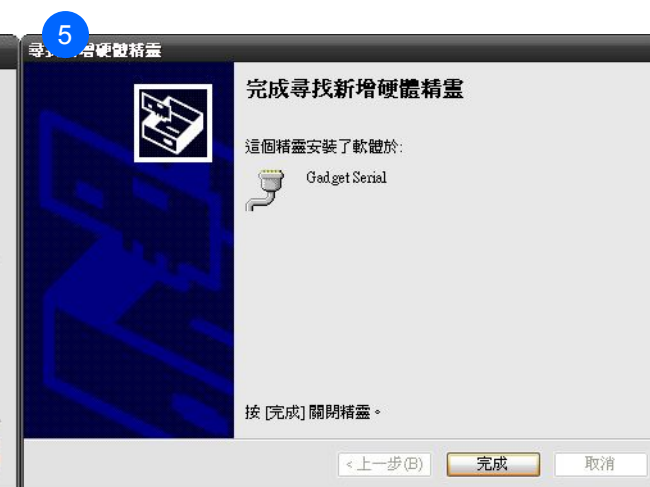 5
尋找新增硬體精靈
完成尋找新增硬體精靈
這個精靈安裝了軟體於:
Gadget Serial
按 [完成] 關閉精靈。
<上一步(B)
完成
取消